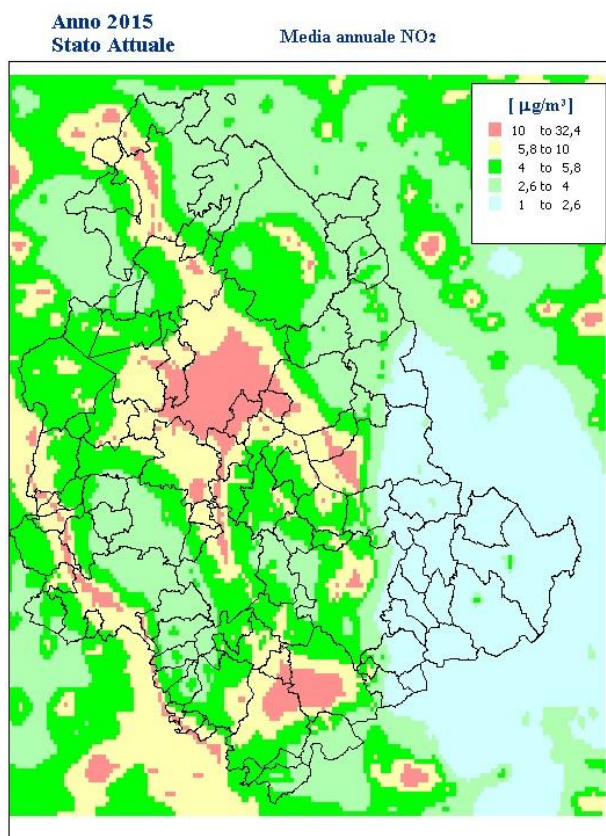 Anno 2015
Stato Attuale
Media annuale NO2
[ µg/m³]
10 to 32,4
5,8 to 10
4 to 5,8
2,6 to 4
1 to 2,6